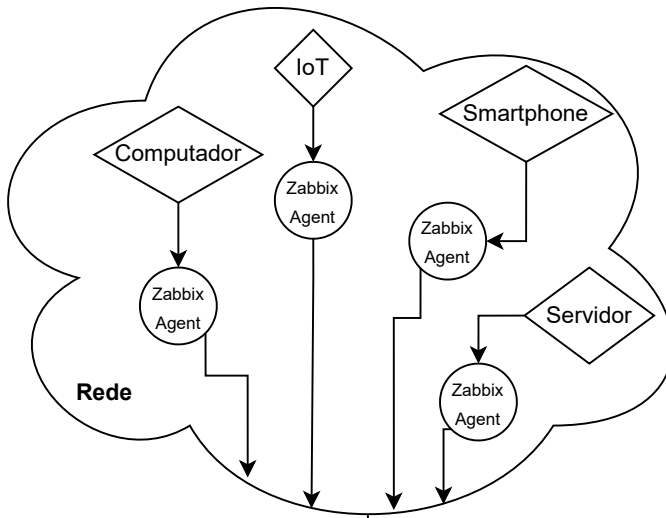 IoT
Smartphone
Computador
Zabbix
Agent
Zabbix
Agent
Zabbix
Agent
Servidor
Rede
Zabbix
Agent